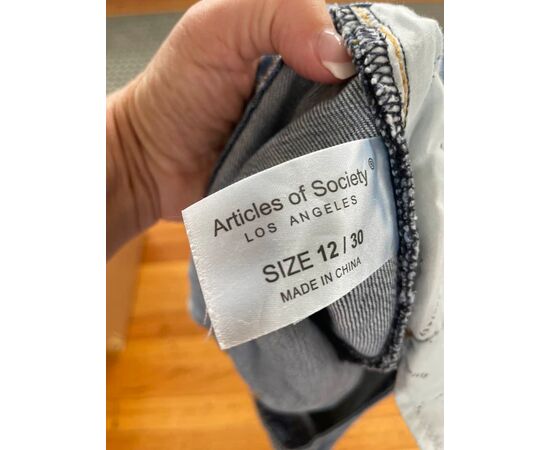 Articles of Society®
LOS ANGELES
SIZE 12 / 30
MADE IN CHINA